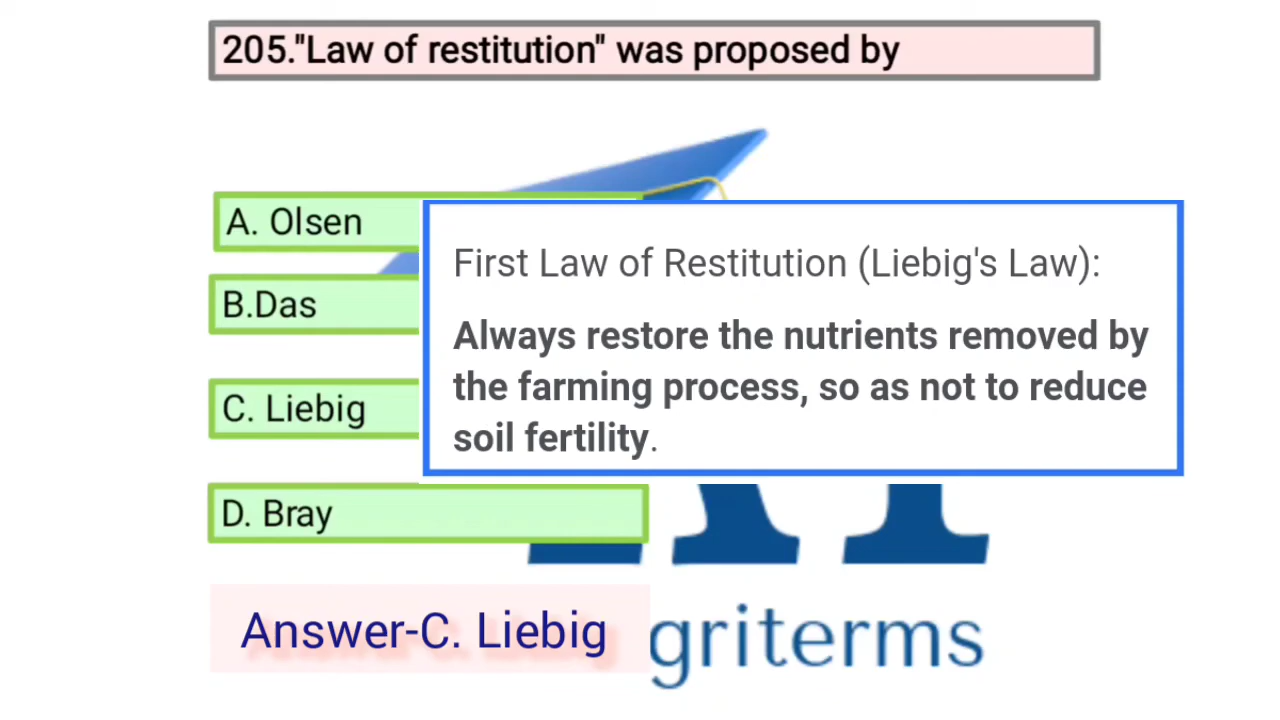 205."Law of restitution" was proposed by
A. Olsen
B.Das
C. Liebig
D. Bray
First Law of Restitution (Liebig's Law):
Always restore the nutrients removed by
the farming process, so as not to reduce
soil fertility.
Answer-C. Liebig
griterms